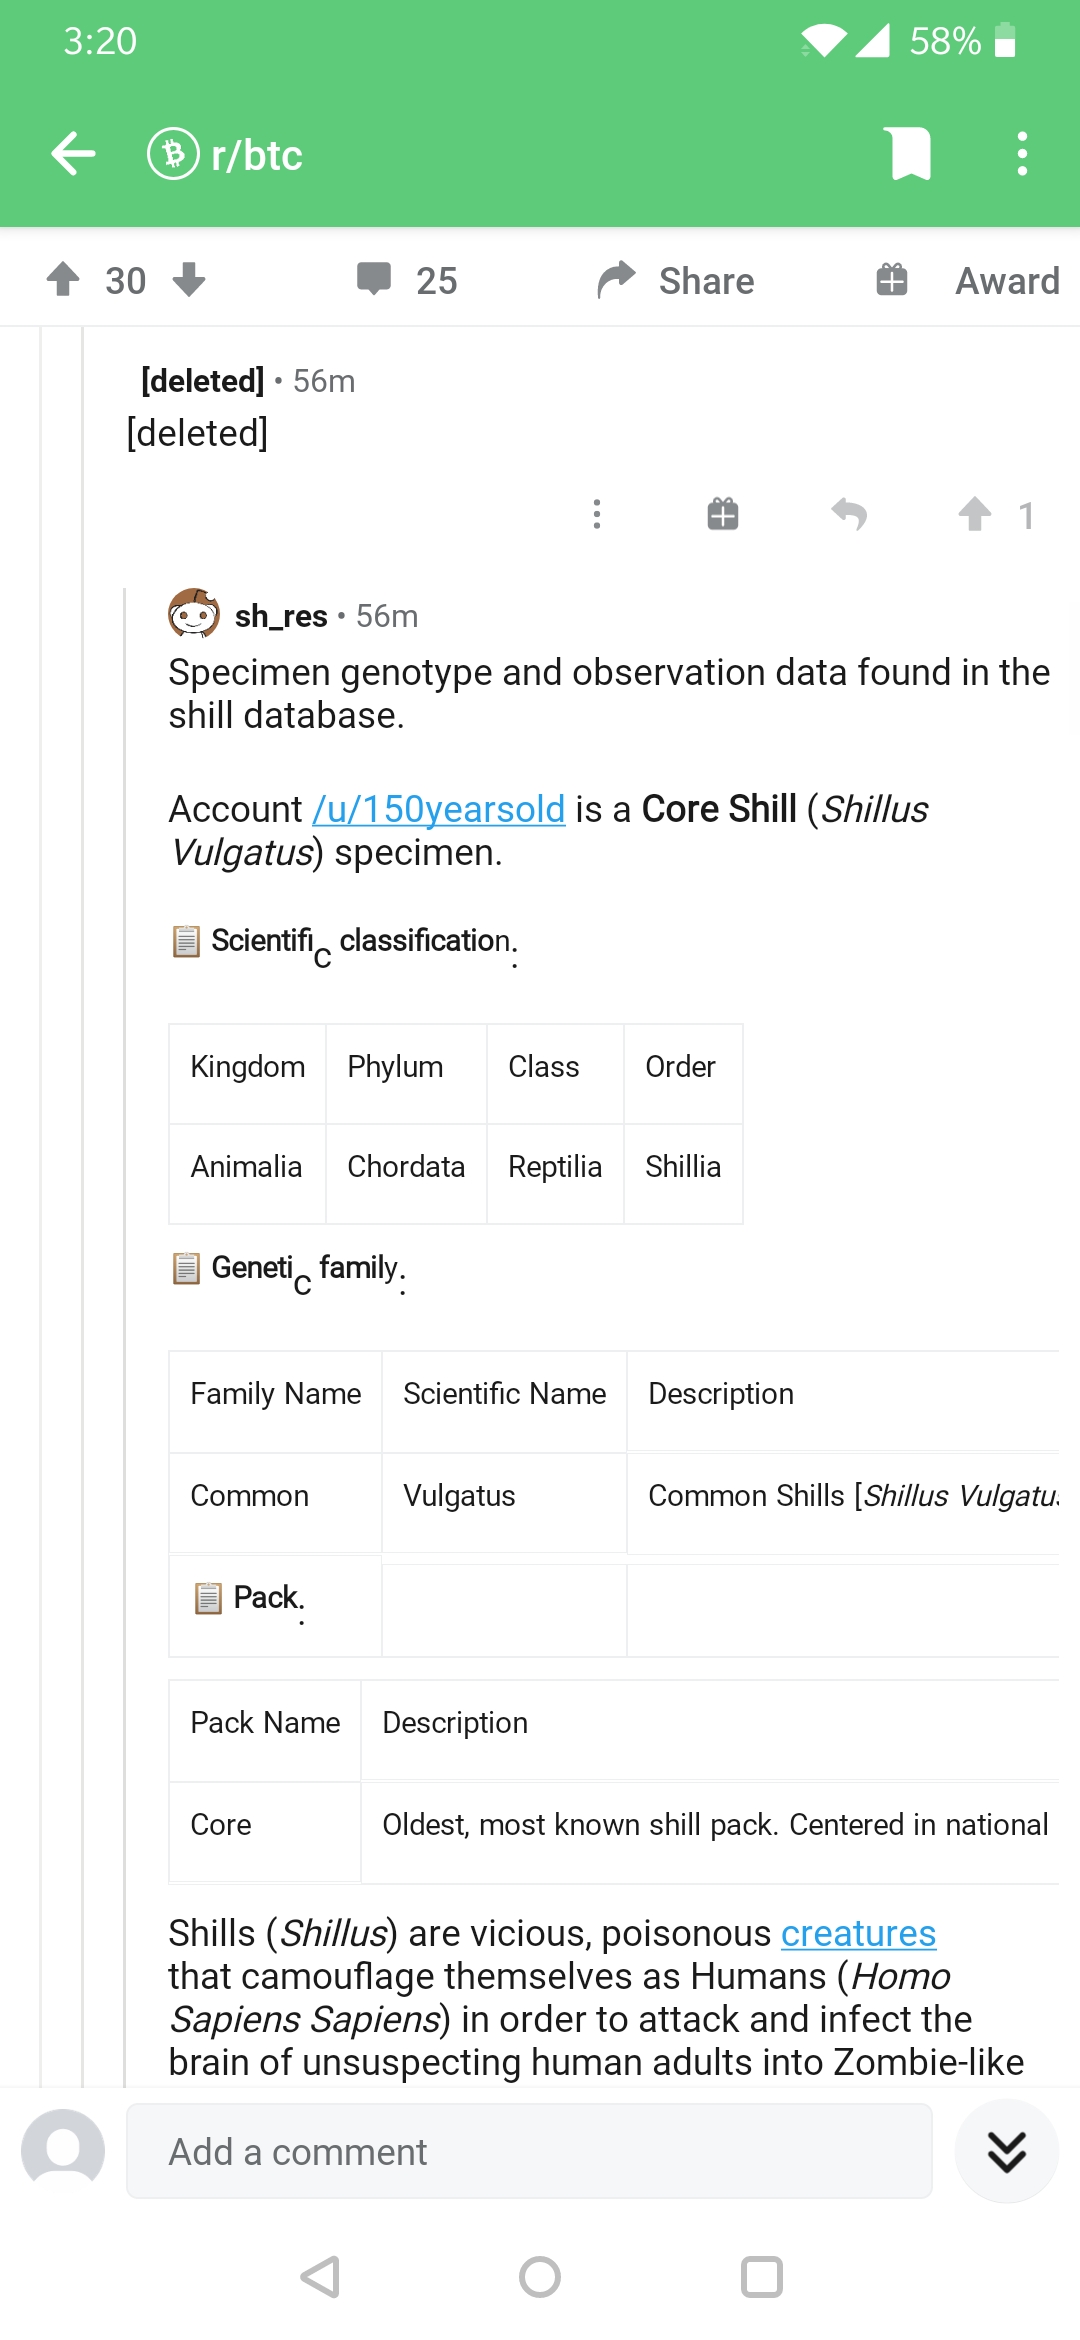 3:20
58%
r/btc
30
25
Share
Award
[deleted] • 56m
[deleted]
1
sh_res • 56m
Specimen genotype and observation data found in the
shill database.
Account /u/150yearsold is a Core Shill (Shillus
Vulgatus) specimen.
📋 Scientific classification:
Kingdom Phylum Class Order
Animalia Chordata Reptilia Shillia
📋 Genetic family:
Family Name Scientific Name Description
Common Vulgatus Common Shills [Shillus Vulgatus
📋 Pack:
Pack Name Description
Core Oldest, most known shill pack. Centered in national
Shills (Shillus) are vicious, poisonous creatures
that camouflage themselves as Humans (Homo
Sapiens Sapiens) in order to attack and infect the
brain of unsuspecting human adults into Zombie-like
Add a comment